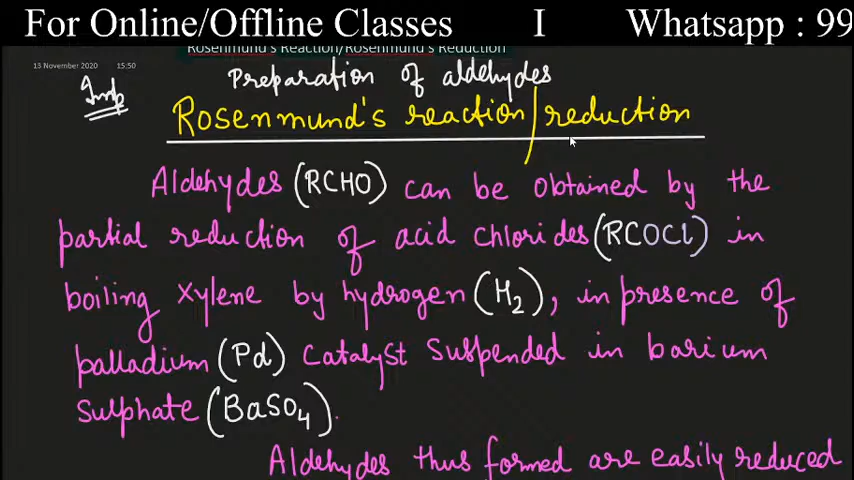 For Online/Offline Classes I Whatsapp : 99
Rosenmund's Reaction/Rosenmund's Reduction
13 November 2020 15:50
Preparation of aldehydes
Imp
Rosenmund's reaction/reduction
Aldehydes (RCHO) can be obtained by the
partial reduction of acid chlorides (RCOCl) in
boiling xylene by hydrogen (H₂), in presence of
palladium (Pd) catalyst suspended in barium
sulphate (BaSO₄).
Aldehydes thus formed are easily reduced